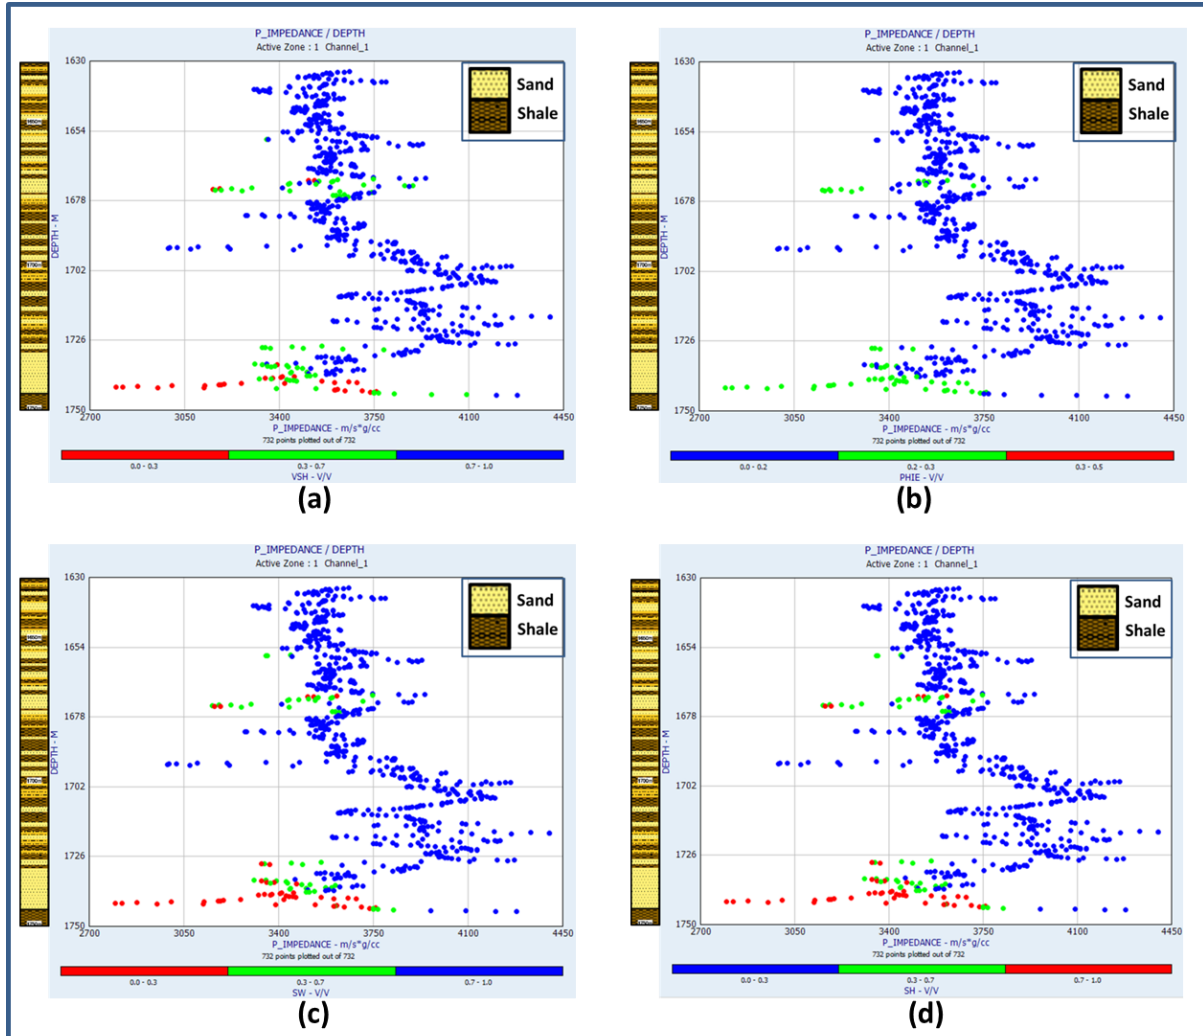 P_IMPEDANCE / DEPTH
Active Zone : 1 Channel_1
1630
1654
1678
1702
1726
1750
DEPTH - M
Sand
Shale
1700m
2700 3050 3400 3750 4100 4450
P_IMPEDANCE - m/s*g/cc
732 points plotted out of 732
0.0 - 0.3 0.3 - 0.7 0.7 - 1.0
VSH - V/V
(a)
P_IMPEDANCE / DEPTH
Active Zone : 1 Channel_1
1630
1654
1678
1702
1726
1750
DEPTH - M
Sand
Shale
1700m
2700 3050 3400 3750 4100 4450
P_IMPEDANCE - m/s*g/cc
732 points plotted out of 732
0.0 - 0.2 0.2 - 0.3 0.3 - 0.5
PHIE - V/V
(b)
P_IMPEDANCE / DEPTH
Active Zone : 1 Channel_1
1630
1654
1678
1702
1726
1750
DEPTH - M
Sand
Shale
1700m
2700 3050 3400 3750 4100 4450
P_IMPEDANCE - m/s*g/cc
732 points plotted out of 732
0.0 - 0.3 0.3 - 0.7 0.7 - 1.0
SW - V/V
(c)
P_IMPEDANCE / DEPTH
Active Zone : 1 Channel_1
1630
1654
1678
1702
1726
1750
DEPTH - M
Sand
Shale
1700m
2700 3050 3400 3750 4100 4450
P_IMPEDANCE - m/s*g/cc
732 points plotted out of 732
0.0 - 0.3 0.3 - 0.7 0.7 - 1.0
SH - V/V
(d)